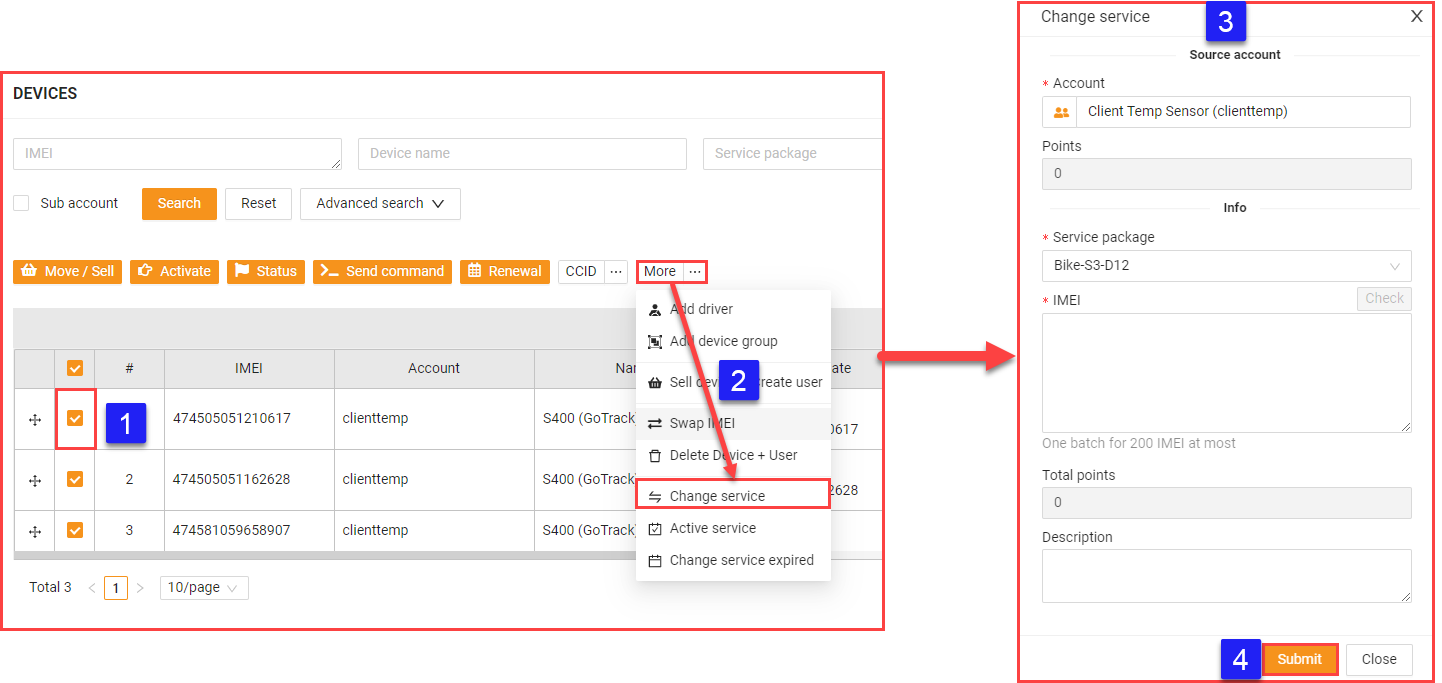 DEVICES
IMEI Device name Service package
Sub account Search Reset Advanced search
Move / Sell Activate Status Send command Renewal CCID ··· More ···
Add driver
Add device group
Sell create user
Swap IMEI
Delete Device + User
Change service
Active service
Change service expired
2
# IMEI Account
1 474505051210617 clienttemp S400 (GoTrack) 0617
2 474505051162628 clienttemp S400 (GoTrack) 2628
3 474581059658907 clienttemp S400 (GoTrack)
Total 3 < 1 > 10/page
Change service 3 X
Source account
* Account
Client Temp Sensor (clienttemp)
Points
0
Info
* Service package
Bike-S3-D12
* IMEI Check
One batch for 200 IMEI at most
Total points
0
Description
4 Submit Close